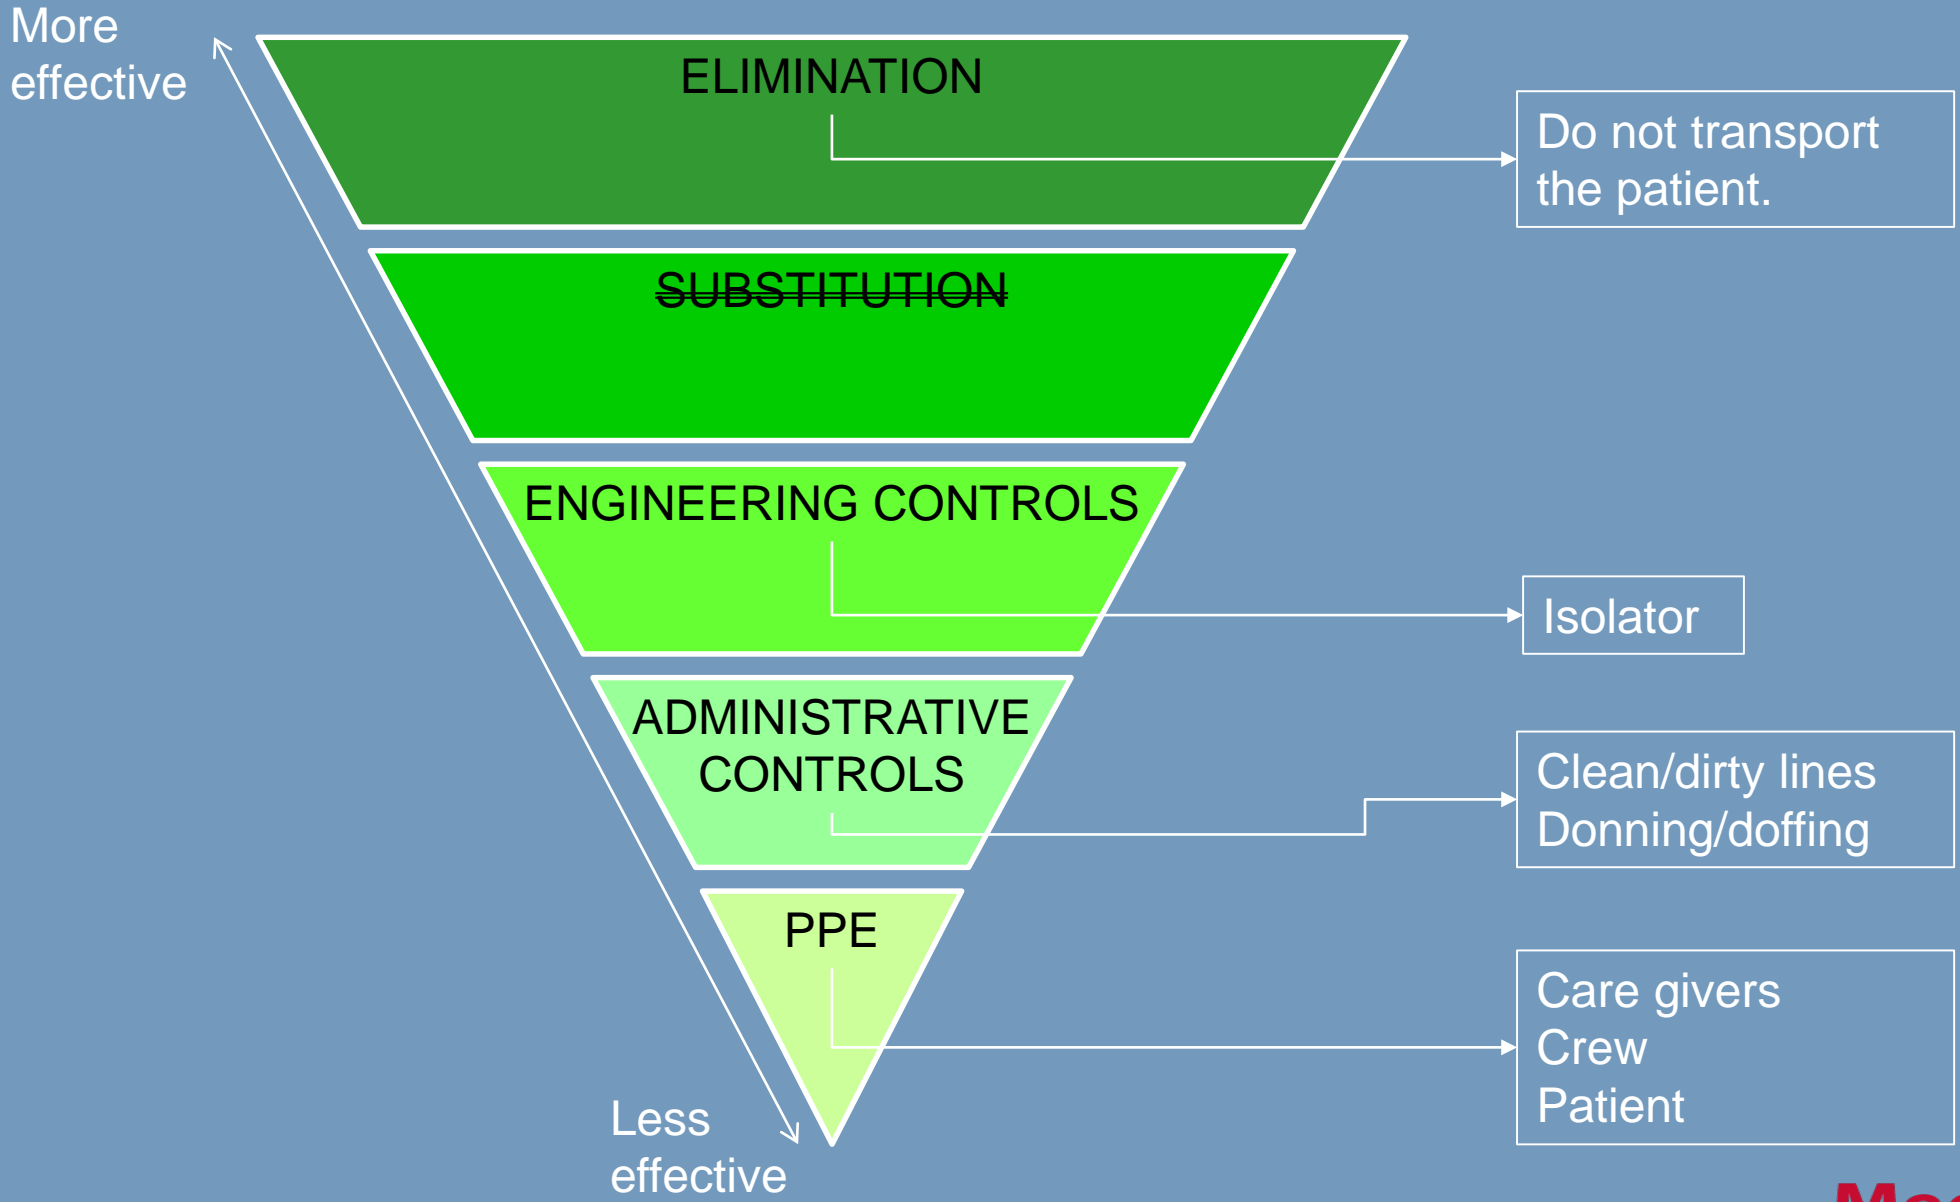 More
effective
ELIMINATION
Do not transport
the patient.
SUBSTITUTION
ENGINEERING CONTROLS
Isolator
ADMINISTRATIVE
CONTROLS
Clean/dirty lines
Donning/doffing
PPE
Care givers
Crew
Patient
Less
effective